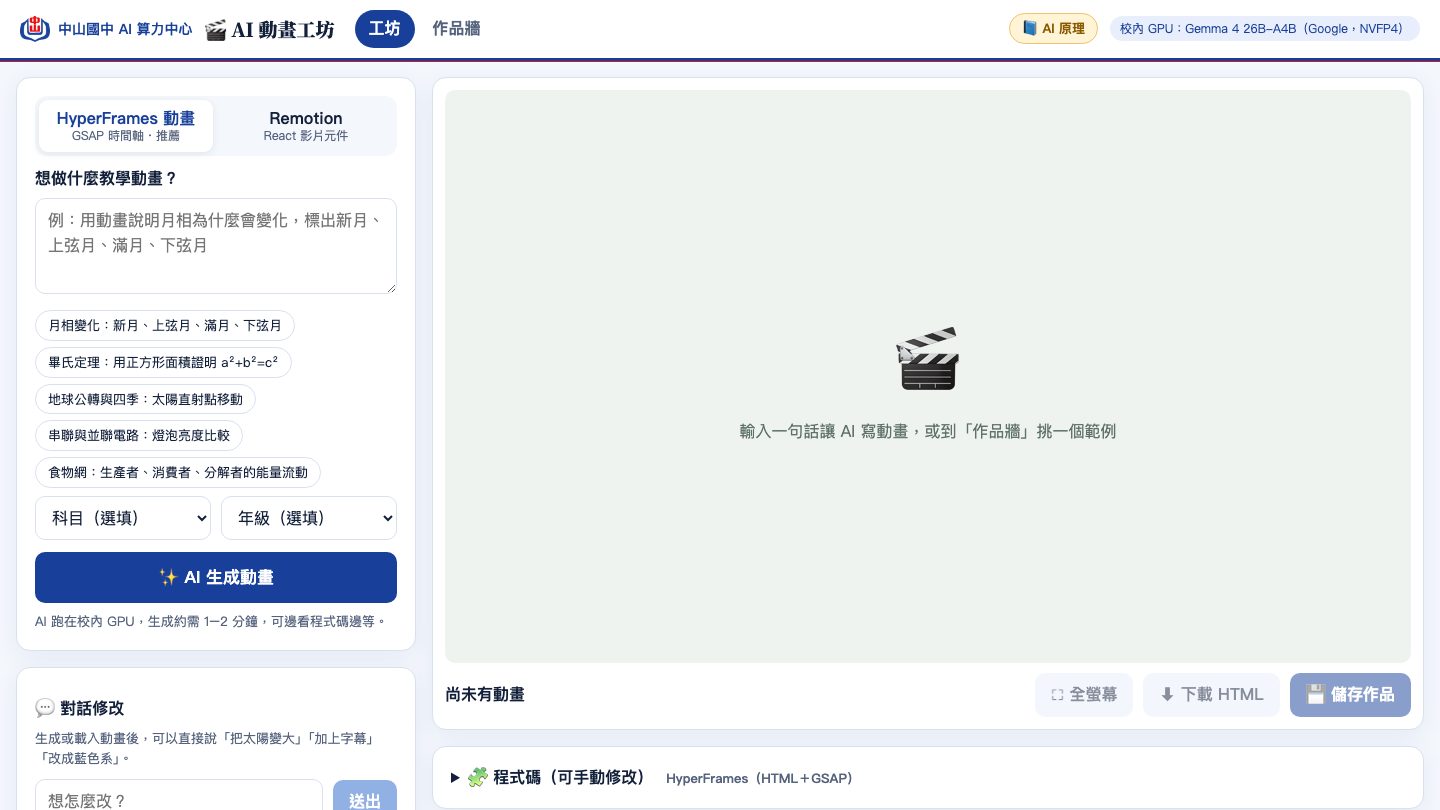 中山國中 AI 算力中心
🎬 AI 動畫工坊
工坊
作品牆
📘 AI 原理
校內 GPU：Gemma 4 26B-A4B（Google，NVFP4）
HyperFrames 動畫
GSAP 時間軸・推薦
Remotion
React 影片元件
想做什麼教學動畫？
例：用動畫說明月相為什麼會變化，標出新月、
上弦月、滿月、下弦月
月相變化：新月、上弦月、滿月、下弦月
畢氏定理：用正方形面積證明 a²+b²=c²
地球公轉與四季：太陽直射點移動
串聯與並聯電路：燈泡亮度比較
食物網：生產者、消費者、分解者的能量流動
科目（選填）
年級（選填）
✨ AI 生成動畫
AI 跑在校內 GPU，生成約需 1–2 分鐘，可邊看程式碼邊等。
💬 對話修改
生成或載入動畫後，可以直接說「把太陽變大」「加上字幕」
「改成藍色系」。
想怎麼改？
送出
輸入一句話讓 AI 寫動畫，或到「作品牆」挑一個範例
尚未有動畫
⛶ 全螢幕
⬇ 下載 HTML
💾 儲存作品
▶ 🧩 程式碼（可手動修改） HyperFrames（HTML＋GSAP）